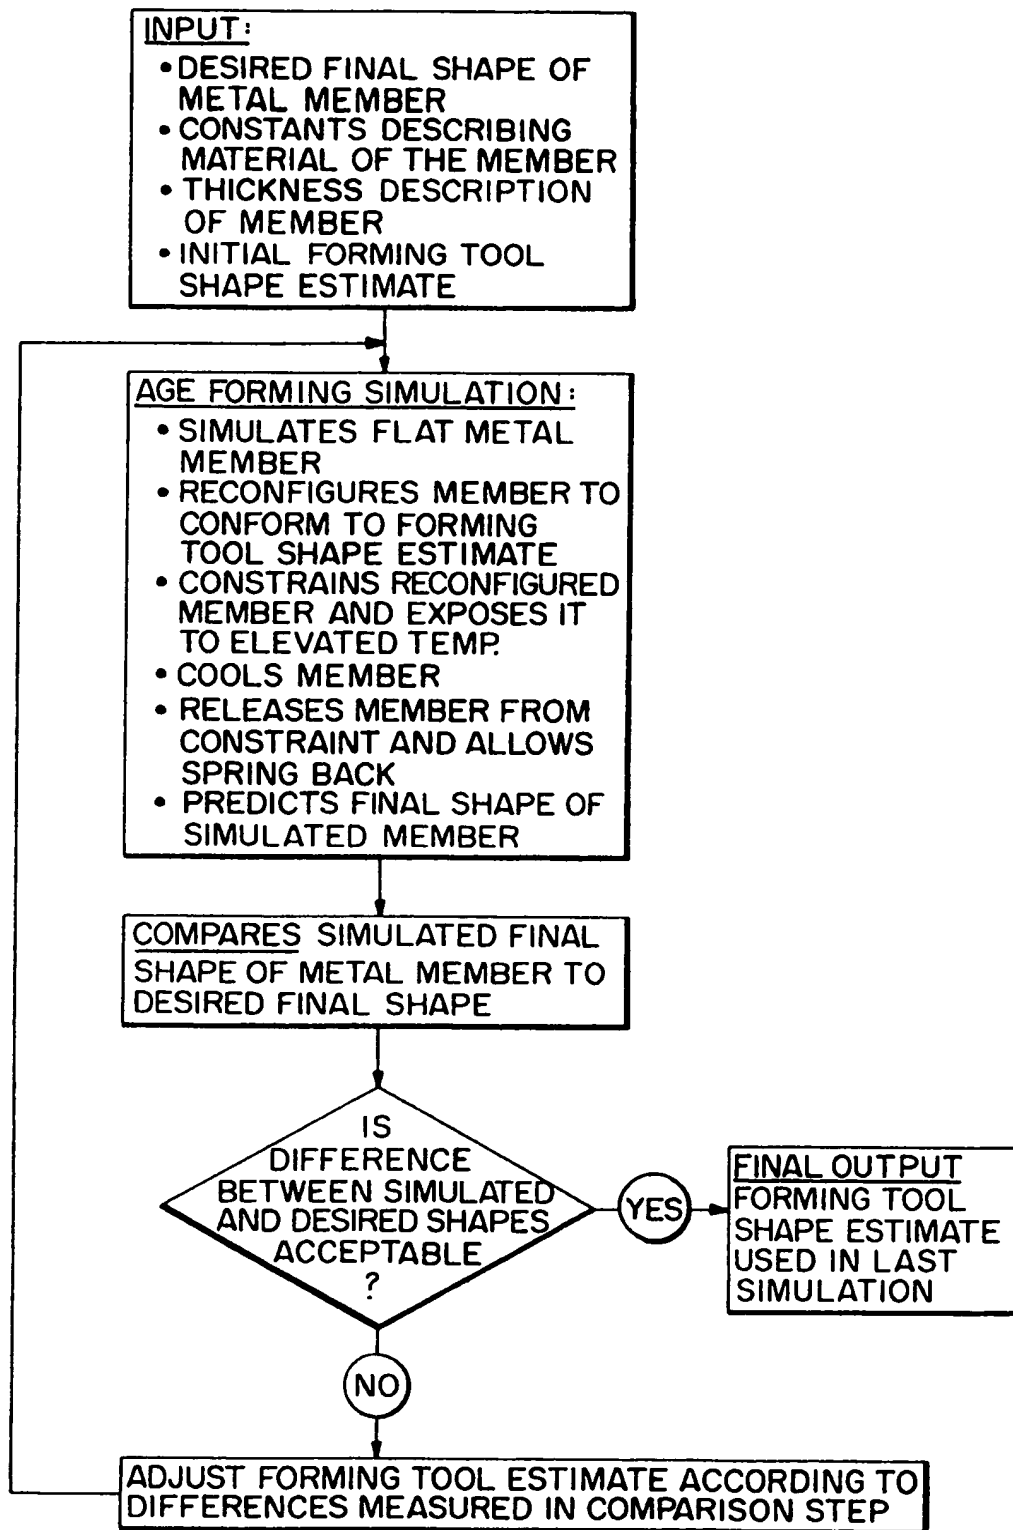 INPUT:
• DESIRED FINAL SHAPE OF
METAL MEMBER
• CONSTANTS DESCRIBING
MATERIAL OF THE MEMBER
• THICKNESS DESCRIPTION
OF MEMBER
• INITIAL FORMING TOOL
SHAPE ESTIMATE
AGE FORMING SIMULATION:
• SIMULATES FLAT METAL
MEMBER
• RECONFIGURES MEMBER TO
CONFORM TO FORMING
TOOL SHAPE ESTIMATE
• CONSTRAINS RECONFIGURED
MEMBER AND EXPOSES IT
TO ELEVATED TEMP.
• COOLS MEMBER
• RELEASES MEMBER FROM
CONSTRAINT AND ALLOWS
SPRING BACK
• PREDICTS FINAL SHAPE OF
SIMULATED MEMBER
COMPARES SIMULATED FINAL
SHAPE OF METAL MEMBER TO
DESIRED FINAL SHAPE
IS
DIFFERENCE
BETWEEN SIMULATED
AND DESIRED SHAPES
ACCEPTABLE
?
YES
FINAL OUTPUT
FORMING TOOL
SHAPE ESTIMATE
USED IN LAST
SIMULATION
NO
ADJUST FORMING TOOL ESTIMATE ACCORDING TO
DIFFERENCES MEASURED IN COMPARISON STEP